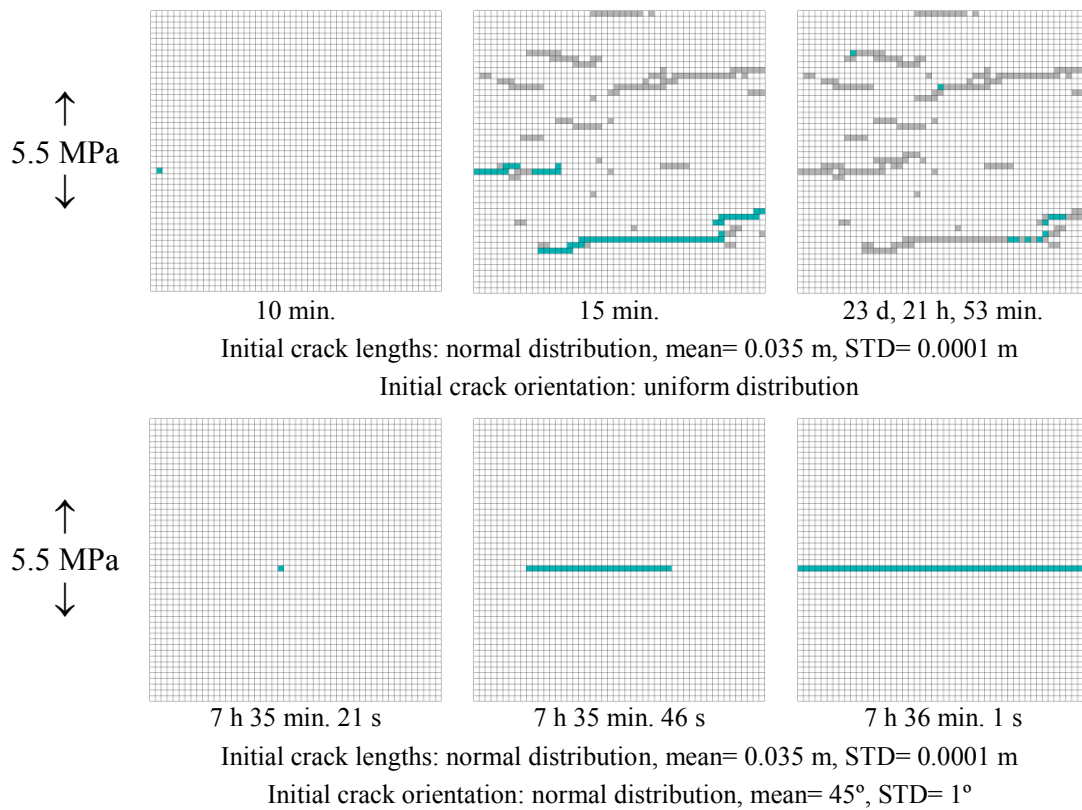 ↑
5.5 MPa
↓
10 min.
15 min.
23 d, 21 h, 53 min.
Initial crack lengths: normal distribution, mean= 0.035 m, STD= 0.0001 m
Initial crack orientation: uniform distribution
↑
5.5 MPa
↓
7 h 35 min. 21 s
7 h 35 min. 46 s
7 h 36 min. 1 s
Initial crack lengths: normal distribution, mean= 0.035 m, STD= 0.0001 m
Initial crack orientation: normal distribution, mean= 45º, STD= 1º